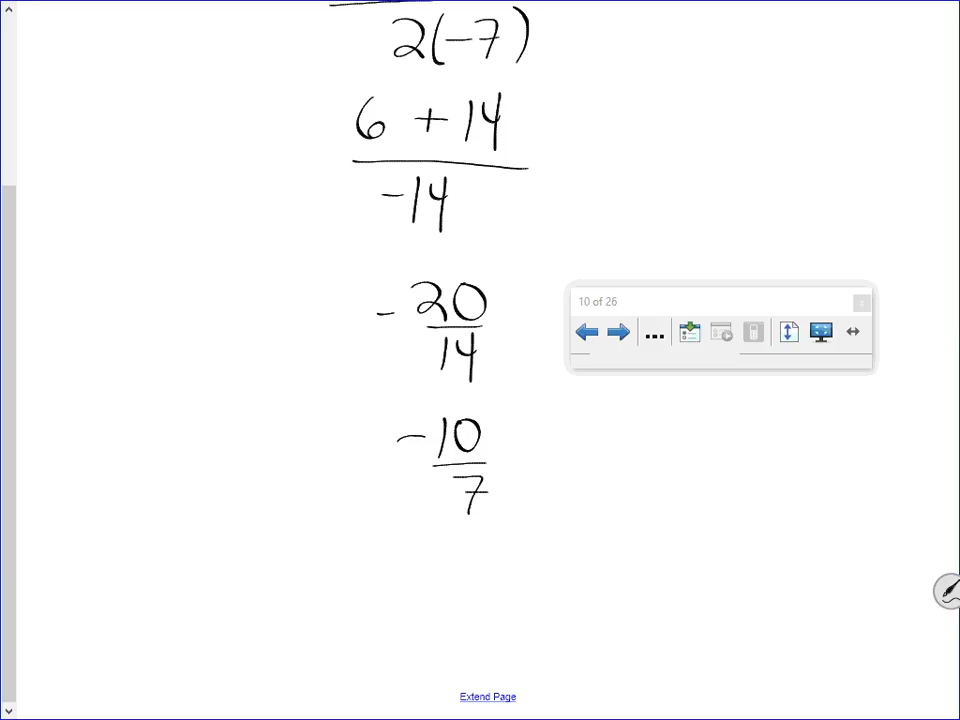 2(-7)
6 + 14
-14
- 20
14
10 of 26
...
- 10
7
Extend Page